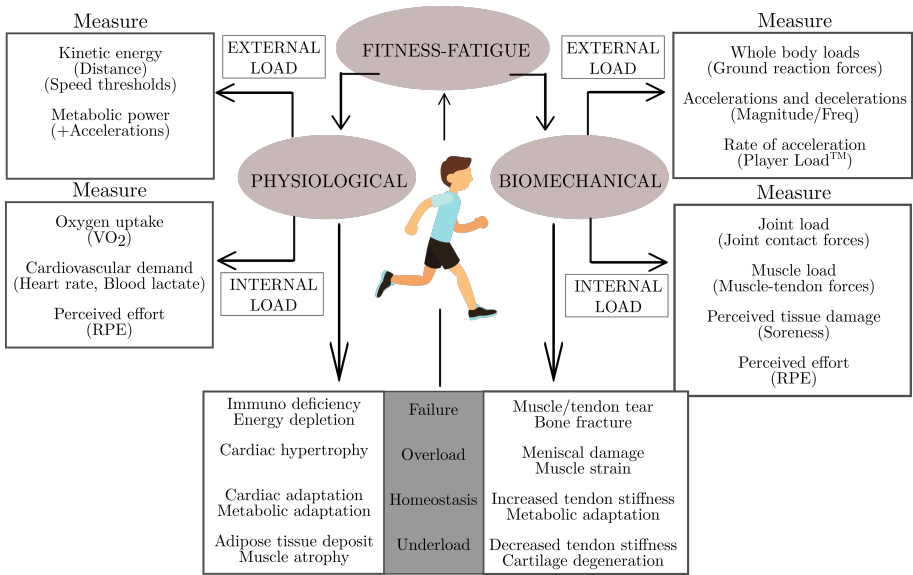 Measure
Kinetic energy
(Distance)
(Speed thresholds)
Metabolic power
(+Accelerations)
EXTERNAL
LOAD
FITNESS-FATIGUE
EXTERNAL
LOAD
Measure
Whole body loads
(Ground reaction forces)
Accelerations and decelerations
(Magnitude/Freq)
Rate of acceleration
(Player Load™)
PHYSIOLOGICAL
BIOMECHANICAL
Measure
Oxygen uptake
(VO2)
Cardiovascular demand
(Heart rate, Blood lactate)
Perceived effort
(RPE)
INTERNAL
LOAD
INTERNAL
LOAD
Measure
Joint load
(Joint contact forces)
Muscle load
(Muscle-tendon forces)
Perceived tissue damage
(Soreness)
Perceived effort
(RPE)
Immuno deficiency
Energy depletion
Cardiac hypertrophy
Cardiac adaptation
Metabolic adaptation
Adipose tissue deposit
Muscle atrophy
Failure
Overload
Homeostasis
Underload
Muscle/tendon tear
Bone fracture
Meniscal damage
Muscle strain
Increased tendon stiffness
Metabolic adaptation
Decreased tendon stiffness
Cartilage degeneration